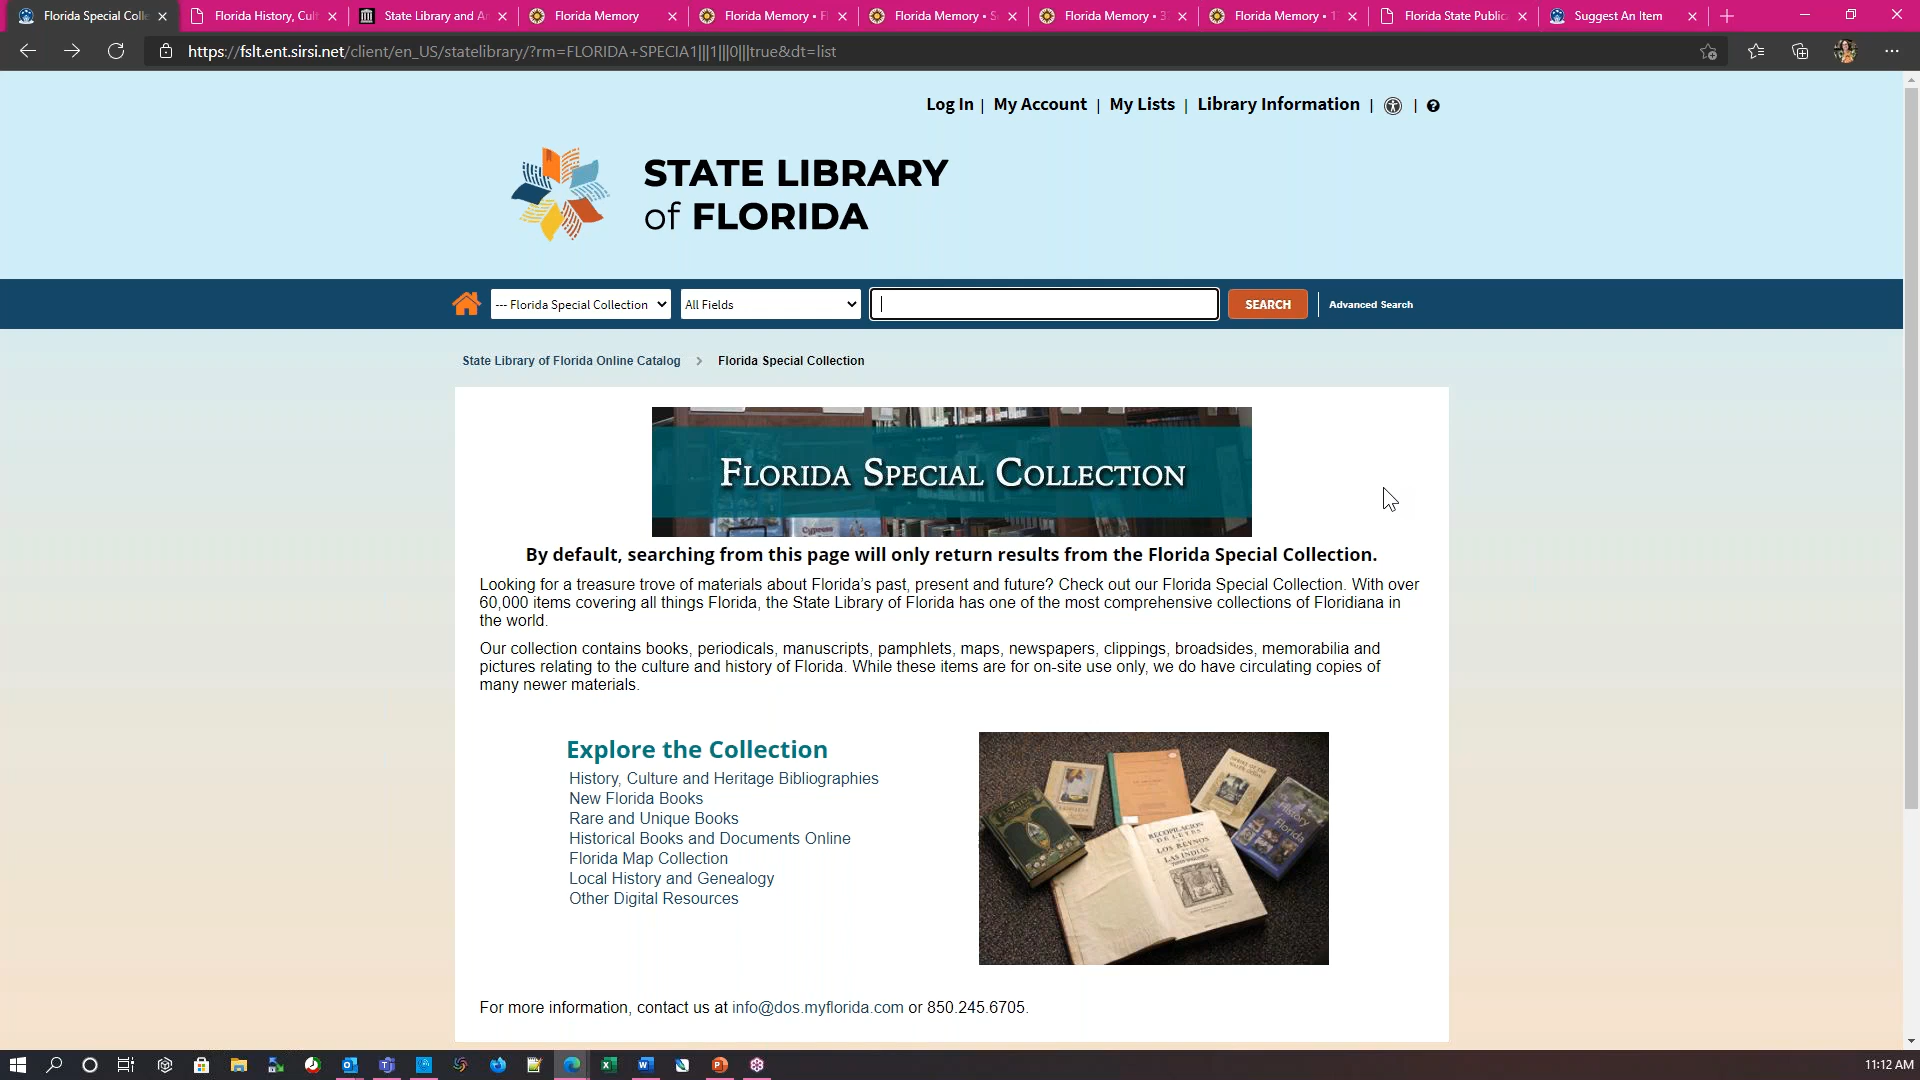 Florida Special Colle
Florida History, Cult
State Library and A
Florida Memory
Florida Memory • F
Florida Memory • S
Florida Memory • 3
Florida Memory • 1
Florida State Public
Suggest An Item
https://fslt.ent.sirsi.net/client/en_US/statelibrary/?rm=FLORIDA+SPECIA1|||1|||0|||true&dt=list
Log In | My Account | My Lists | Library Information | | ?
STATE LIBRARY
of FLORIDA
--- Florida Special Collection All Fields SEARCH Advanced Search
State Library of Florida Online Catalog > Florida Special Collection
FLORIDA SPECIAL COLLECTION
Cypress
By default, searching from this page will only return results from the Florida Special Collection.
Looking for a treasure trove of materials about Florida's past, present and future? Check out our Florida Special Collection. With over
60,000 items covering all things Florida, the State Library of Florida has one of the most comprehensive collections of Floridiana in
the world.
Our collection contains books, periodicals, manuscripts, pamphlets, maps, newspapers, clippings, broadsides, memorabilia and
pictures relating to the culture and history of Florida. While these items are for on-site use only, we do have circulating copies of
many newer materials.
Explore the Collection
History, Culture and Heritage Bibliographies
New Florida Books
Rare and Unique Books
Historical Books and Documents Online
Florida Map Collection
Local History and Genealogy
Other Digital Resources
RECOPILACION
DE LEYES
LOS REYNOS
LAS INDIAS
History
Florida
For more information, contact us at info@dos.myflorida.com or 850.245.6705.
11:12 AM